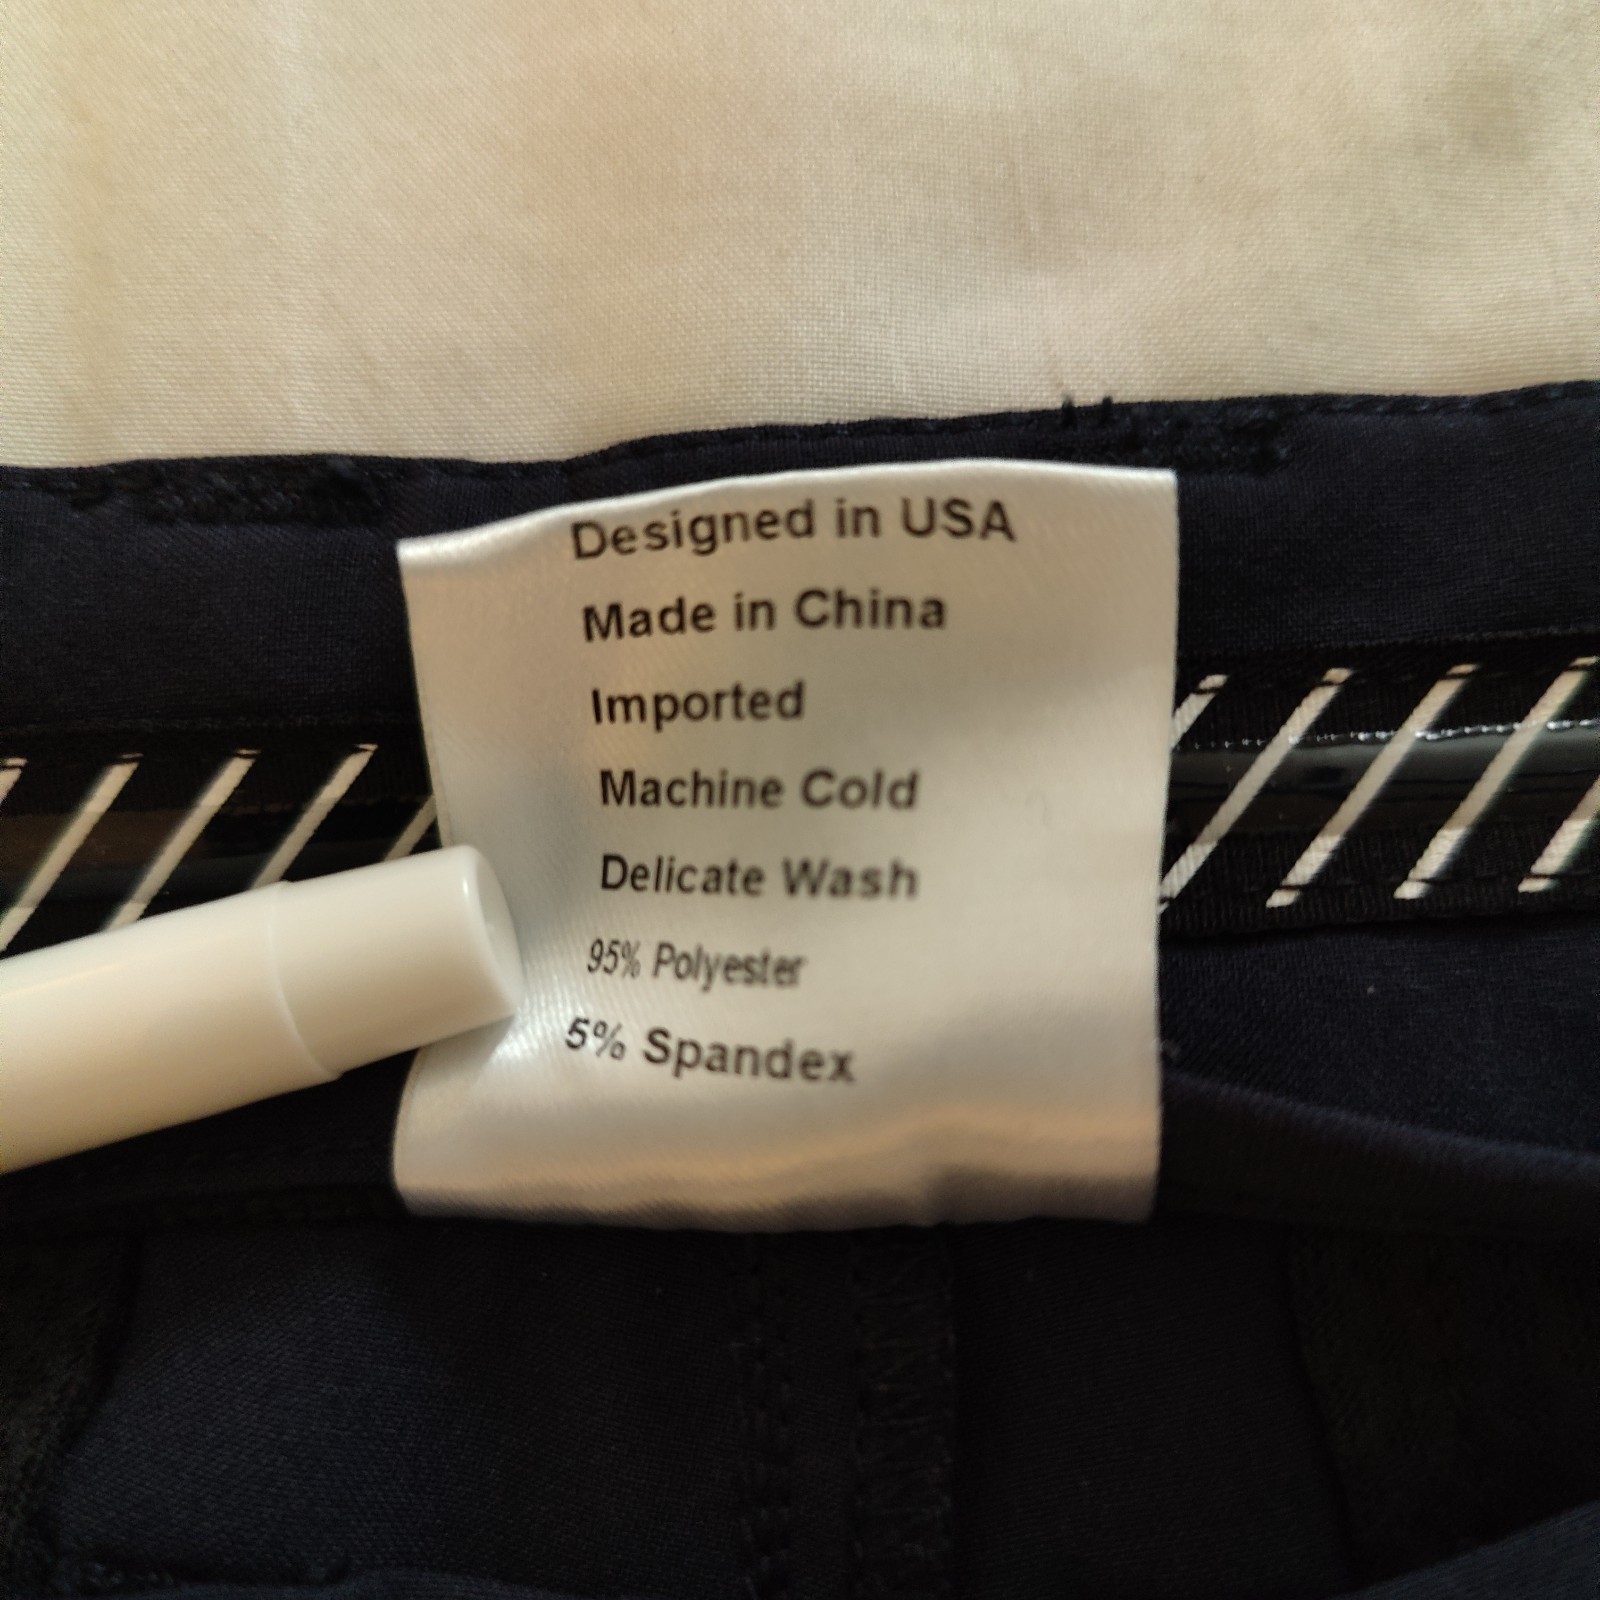 Designed in USA
Made in China
Imported
Machine Cold
Delicate Wash
95% Polyester
5% Spandex